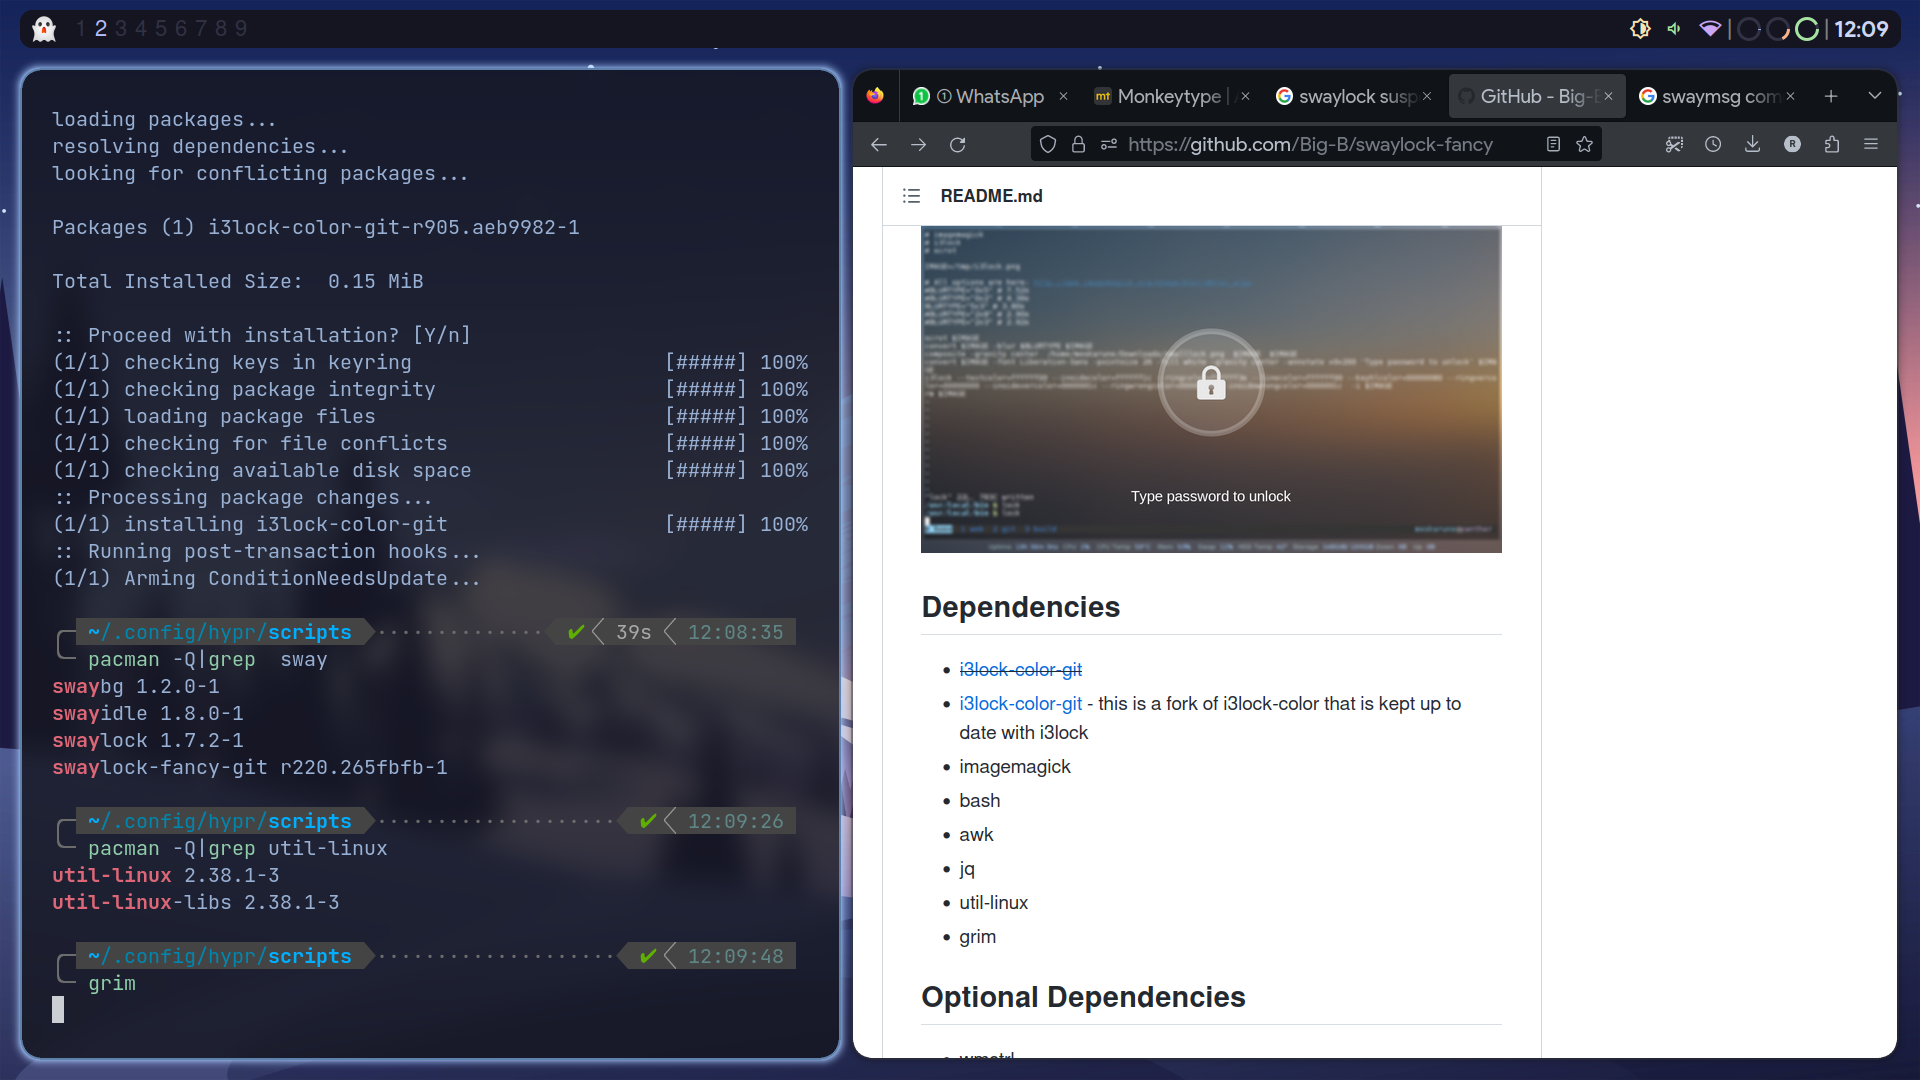 1 2 3 4 5 6 7 8 9
12:09
loading packages...
resolving dependencies...
looking for conflicting packages...
Packages (1) i3lock-color-git-r905.aeb9982-1
Total Installed Size:  0.15 MiB
:: Proceed with installation? [Y/n]
(1/1) checking keys in keyring [#####] 100%
(1/1) checking package integrity [#####] 100%
(1/1) loading package files [#####] 100%
(1/1) checking for file conflicts [#####] 100%
(1/1) checking available disk space [#####] 100%
:: Processing package changes...
(1/1) installing i3lock-color-git [#####] 100%
:: Running post-transaction hooks...
(1/1) Arming ConditionNeedsUpdate...
~/.config/hypr/scripts ✔ 39s 12:08:35
pacman -Q|grep  sway
swaybg 1.2.0-1
swayidle 1.8.0-1
swaylock 1.7.2-1
swaylock-fancy-git r220.265fbfb-1
~/.config/hypr/scripts ✔ 12:09:26
pacman -Q|grep util-linux
util-linux 2.38.1-3
util-linux-libs 2.38.1-3
~/.config/hypr/scripts ✔ 12:09:48
grim
① WhatsApp
mt Monkeytype |
swaylock susp
GitHub - Big-B
swaymsg com
https://github.com/Big-B/swaylock-fancy
R
README.md
Type password to unlock
Dependencies
i3lock-color-git
i3lock-color-git - this is a fork of i3lock-color that is kept up to
date with i3lock
imagemagick
bash
awk
jq
util-linux
grim
Optional Dependencies
wmctrl